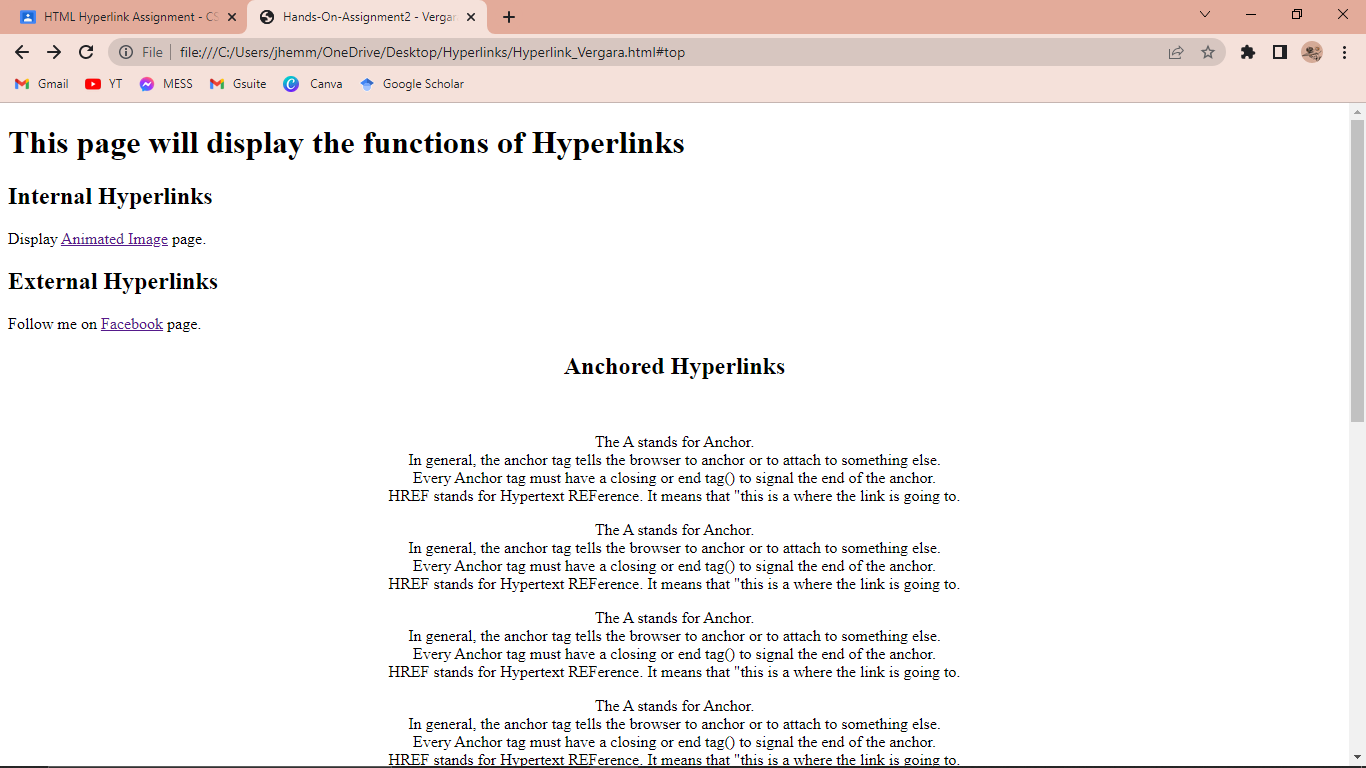 HTML Hyperlink Assignment - CS
Hands-On-Assignment2 - Vergar
File
file:///C:/Users/jhemm/OneDrive/Desktop/Hyperlinks/Hyperlink_Vergara.html#top
Gmail
YT
MESS
Gsuite
Canva
Google Scholar
This page will display the functions of Hyperlinks
Internal Hyperlinks
Display Animated Image page.
External Hyperlinks
Follow me on Facebook page.
Anchored Hyperlinks
The A stands for Anchor.
In general, the anchor tag tells the browser to anchor or to attach to something else.
Every Anchor tag must have a closing or end tag() to signal the end of the anchor.
HREF stands for Hypertext REFerence. It means that "this is a where the link is going to.
The A stands for Anchor.
In general, the anchor tag tells the browser to anchor or to attach to something else.
Every Anchor tag must have a closing or end tag() to signal the end of the anchor.
HREF stands for Hypertext REFerence. It means that "this is a where the link is going to.
The A stands for Anchor.
In general, the anchor tag tells the browser to anchor or to attach to something else.
Every Anchor tag must have a closing or end tag() to signal the end of the anchor.
HREF stands for Hypertext REFerence. It means that "this is a where the link is going to.
The A stands for Anchor.
In general, the anchor tag tells the browser to anchor or to attach to something else.
Every Anchor tag must have a closing or end tag() to signal the end of the anchor.
HREF stands for Hypertext REFerence. It means that "this is a where the link is going to.